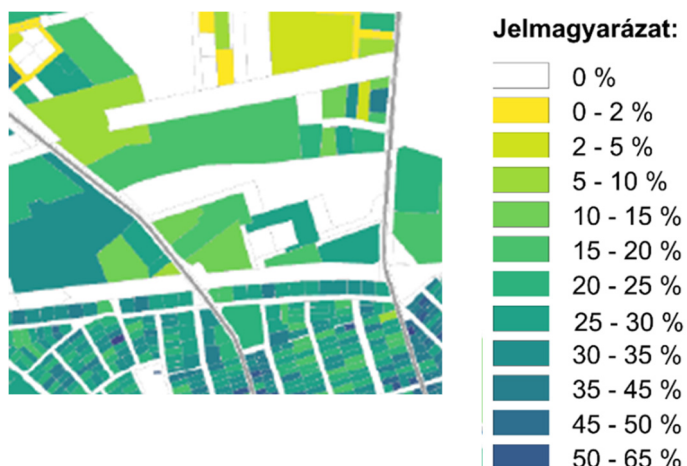 Jelmagyarázat:
0 %
0 - 2 %
2 - 5 %
5 - 10 %
10 - 15 %
15 - 20 %
20 - 25 %
25 - 30 %
30 - 35 %
35 - 45 %
45 - 50 %
50 - 65 %